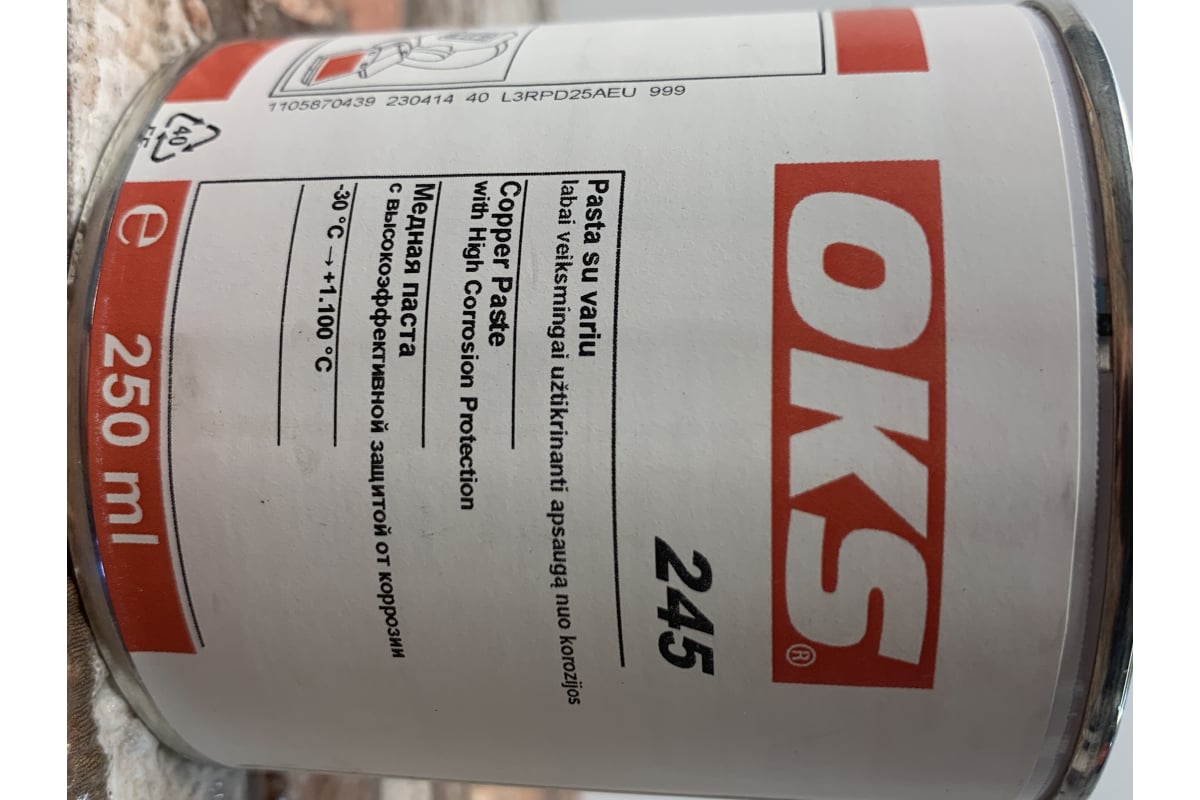 OKS®
245
Pasta su variu
labai veiksmingai užtikrinanti apsaugą nuo korozijos
Copper Paste
with High Corrosion Protection
Медная паста
с высокоэффективной защитой от коррозии
-30 °C → +1.100 °C
e 250 ml
1105870439 230414 40 L3RPD25AEU 999
40